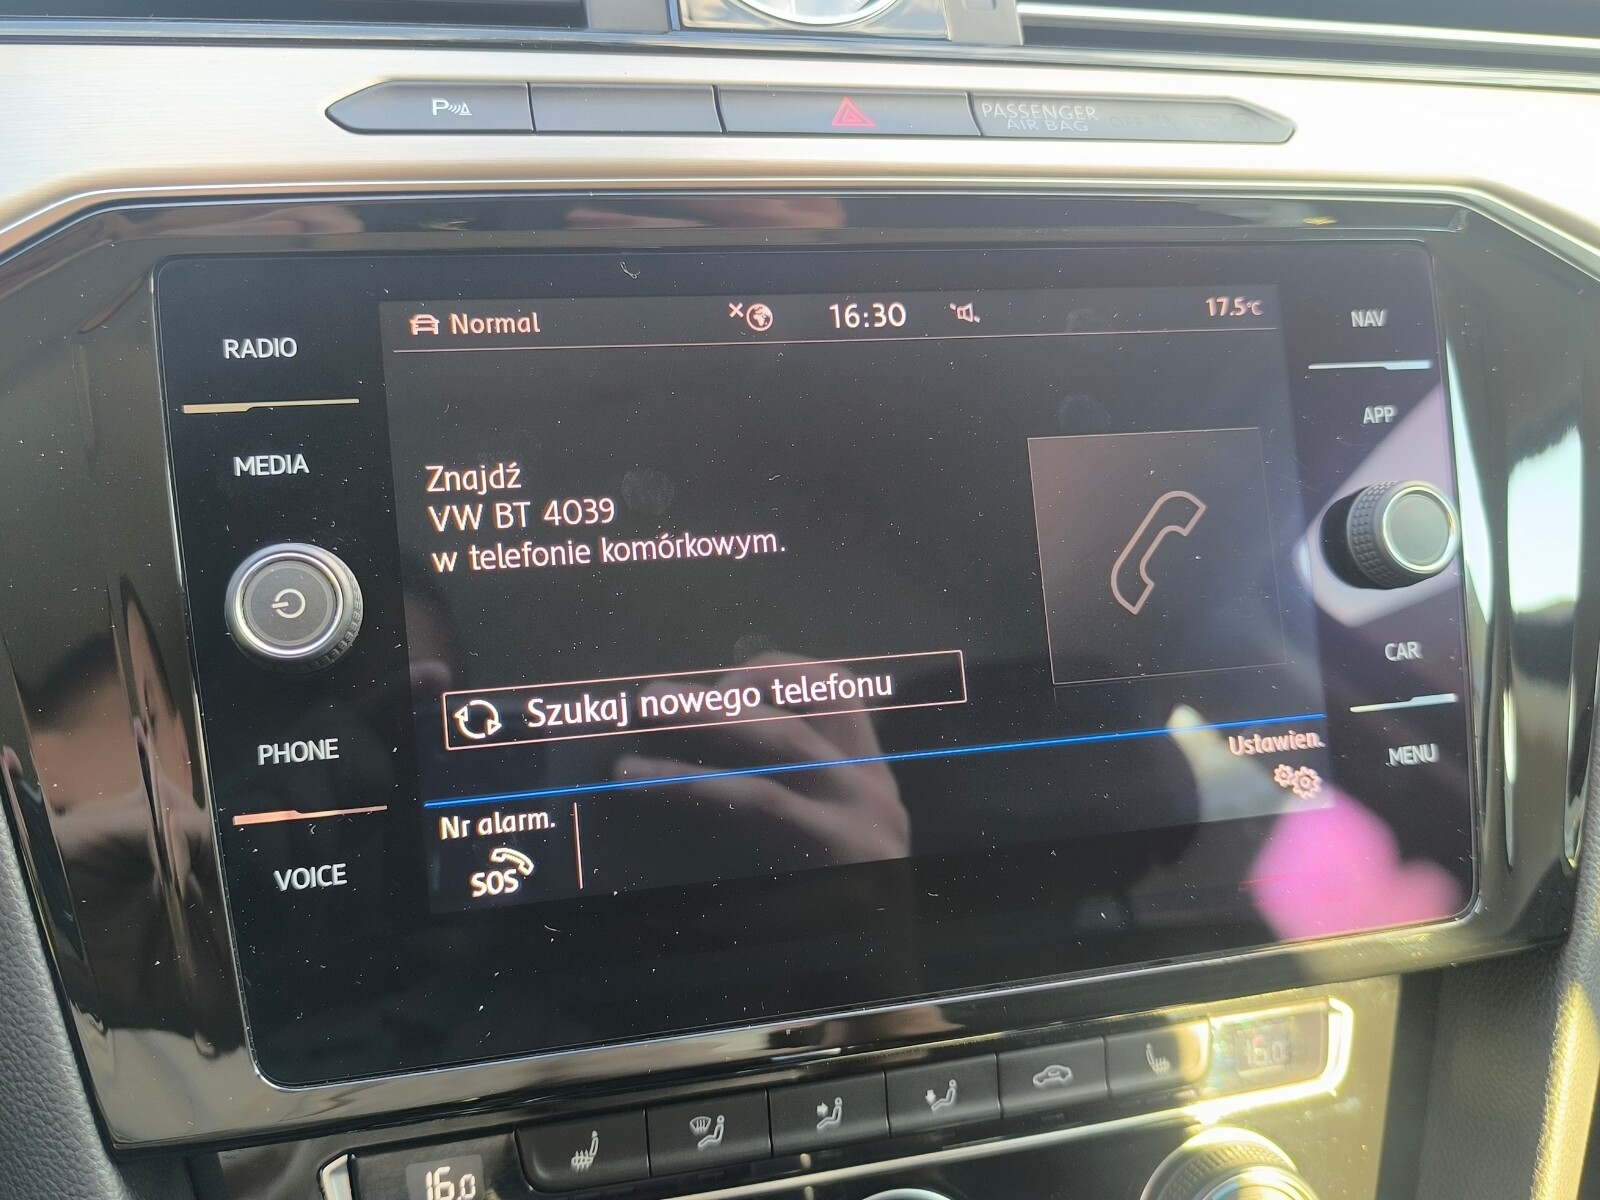 P
PASSENGER
AIR BAG
Normal
16:30
17.5°C
RADIO
MEDIA
PHONE
VOICE
Znajdź
VW BT 4039
w telefonie komórkowym.
Szukaj nowego telefonu
Ustawien.
Nr alarm.
SOS
NAV
APP
CAR
MENU
16.0
16.0